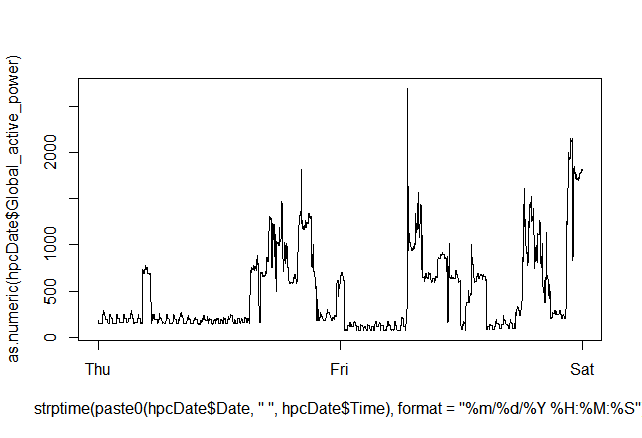 as.numeric(hpcDate$Global_active_power)
2000
1000
500
0
Thu Fri Sat
strptime(paste0(hpcDate$Date, " ", hpcDate$Time), format = "%m/%d/%Y %H:%M:%S"